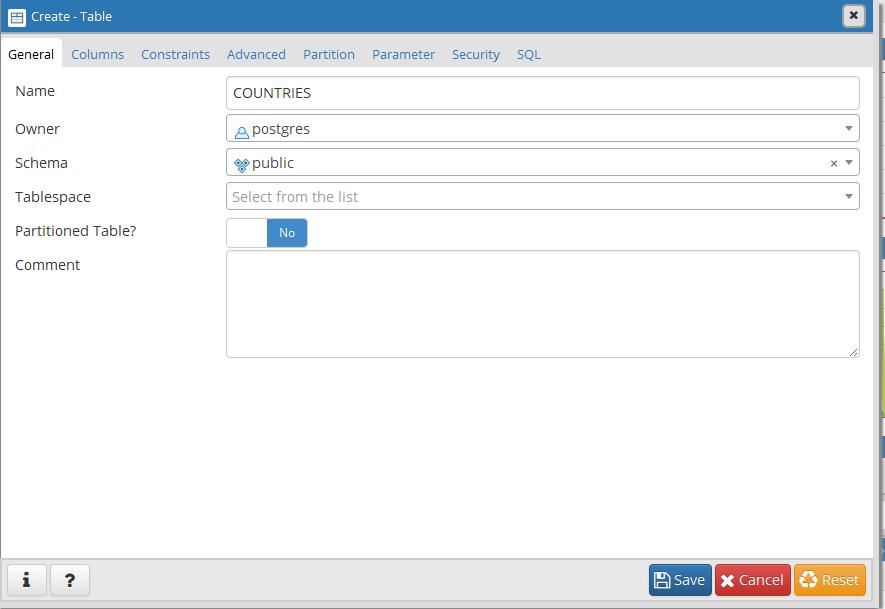 Create - Table
General Columns Constraints Advanced Partition Parameter Security SQL
Name COUNTRIES
Owner postgres
Schema public
Tablespace Select from the list
Partitioned Table? No
Comment
Save Cancel Reset